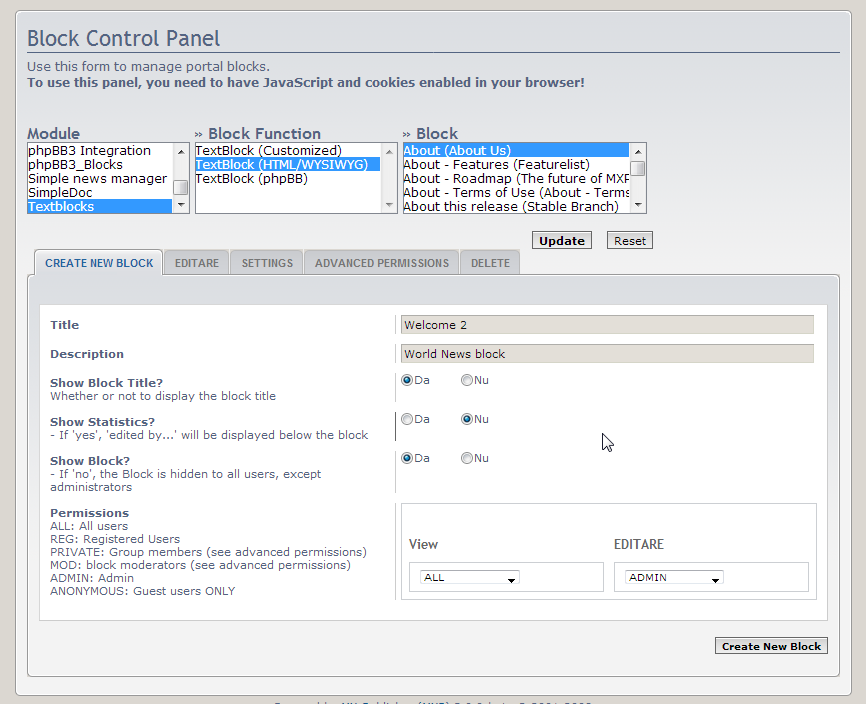 Block Control Panel
Use this form to manage portal blocks.
To use this panel, you need to have JavaScript and cookies enabled in your browser!
Module » Block Function » Block
phpBB3 Integration
phpBB3_Blocks
Simple news manager
SimpleDoc
Textblocks
TextBlock (Customized)
TextBlock (HTML/WYSIWYG)
TextBlock (phpBB)
About (About Us)
About - Features (Featurelist)
About - Roadmap (The future of MXP
About - Terms of Use (About - Terms
About this release (Stable Branch)
Update Reset
CREATE NEW BLOCK EDITARE SETTINGS ADVANCED PERMISSIONS DELETE
Title Welcome 2
Description World News block
Show Block Title? Da Nu
Whether or not to display the block title
Show Statistics? Da Nu
- If 'yes', 'edited by...' will be displayed below the block
Show Block? Da Nu
- If 'no', the Block is hidden to all users, except
administrators
Permissions
ALL: All users
REG: Registered Users
PRIVATE: Group members (see advanced permissions)
MOD: block moderators (see advanced permissions)
ADMIN: Admin
ANONYMOUS: Guest users ONLY
View EDITARE
ALL ADMIN
Create New Block